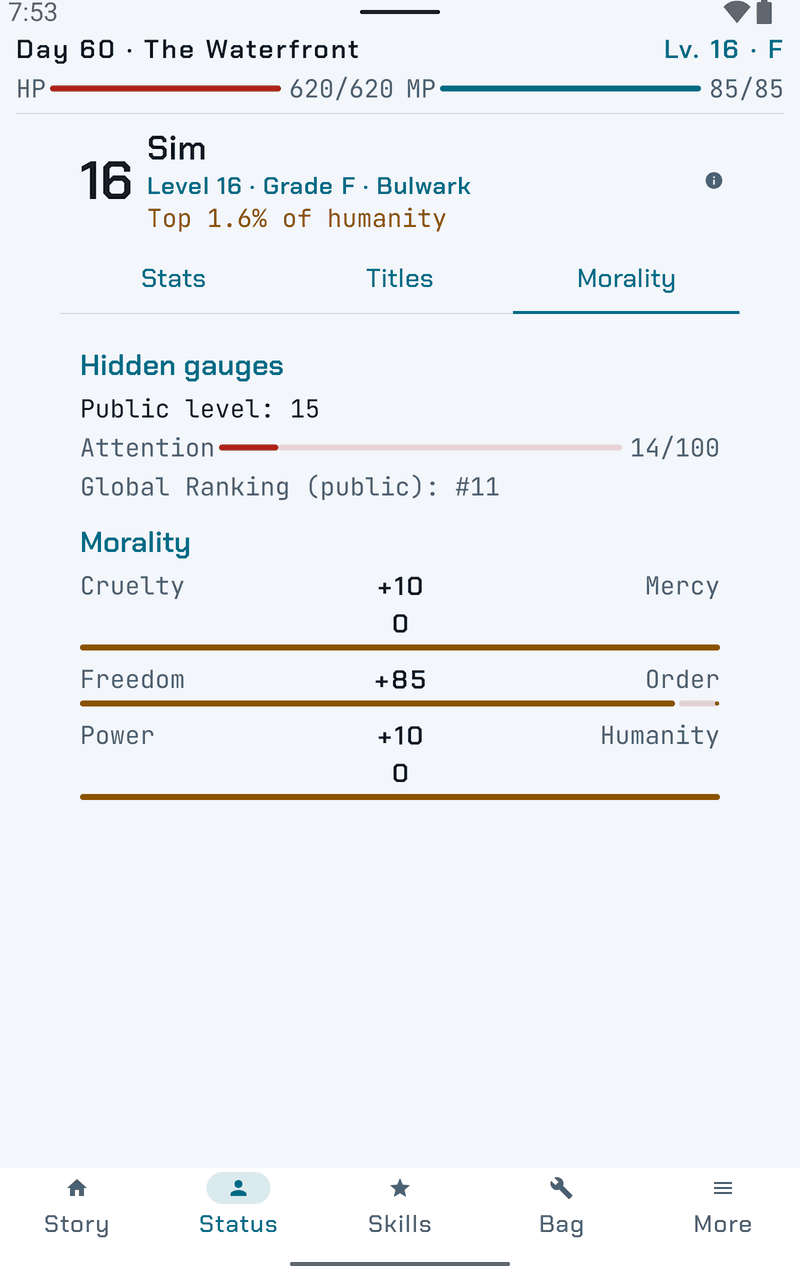 7:53
Day 60 · The Waterfront
Lv. 16 · F
HP 620/620 MP 85/85
16
Sim
Level 16 · Grade F · Bulwark
Top 1.6% of humanity
Stats
Titles
Morality
Hidden gauges
Public level: 15
Attention 14/100
Global Ranking (public): #11
Morality
Cruelty +10 Mercy
0
Freedom +85 Order
Power +10 Humanity
0
Story
Status
Skills
Bag
More